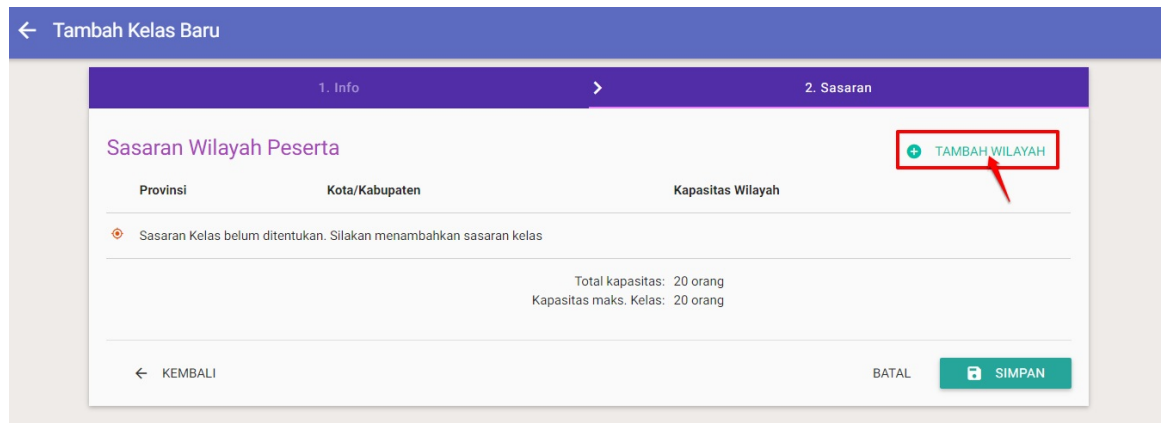 Tambah Kelas Baru
1. Info
2. Sasaran
Sasaran Wilayah Peserta
TAMBAH WILAYAH
Provinsi Kota/Kabupaten Kapasitas Wilayah
Sasaran Kelas belum ditentukan. Silakan menambahkan sasaran kelas
Total kapasitas: 20 orang
Kapasitas maks. Kelas: 20 orang
KEMBALI
BATAL
SIMPAN